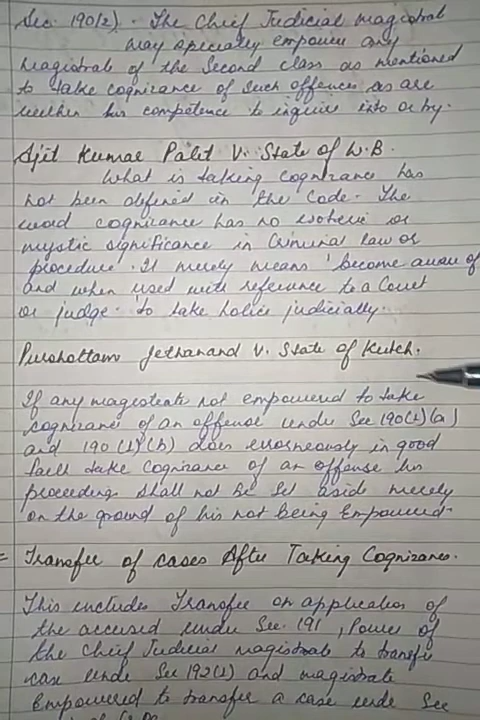 Sec. 190(2). The Chief Judicial magistrat
may specially empower any
Magistrate of the Second class as mentioned
to take cognizance of such offences as are
within his competence to inquire into or try.
Ajit Kumar Palit V. State of W.B.
What is taking cognizance has
not been defined in the Code. The
word cognizance has no esoteric or
mystic significance in Criminal law or
procedure. It merely means 'become aware of
and when used with reference to a Court
or judge. 'to take notice judicially.
Purshottam Jethanand V. State of Kutch.
If any magistrate not empowered to take
cognizance of an offense under Sec 190(1)(a)
and 190(1)(b) does erroneously in good
faith take Cognizance of an offense his
proceedings shall not be set aside merely
on the ground of his not being Empowered.
= Transfer of cases After Taking Cognizance.
This includes Transfer on application of
the accused under Sec. 191, Power of
the Chief Judicial magistrate to transfer
case under Sec 192(1) and magistrate
empowered to transfer a case under Sec